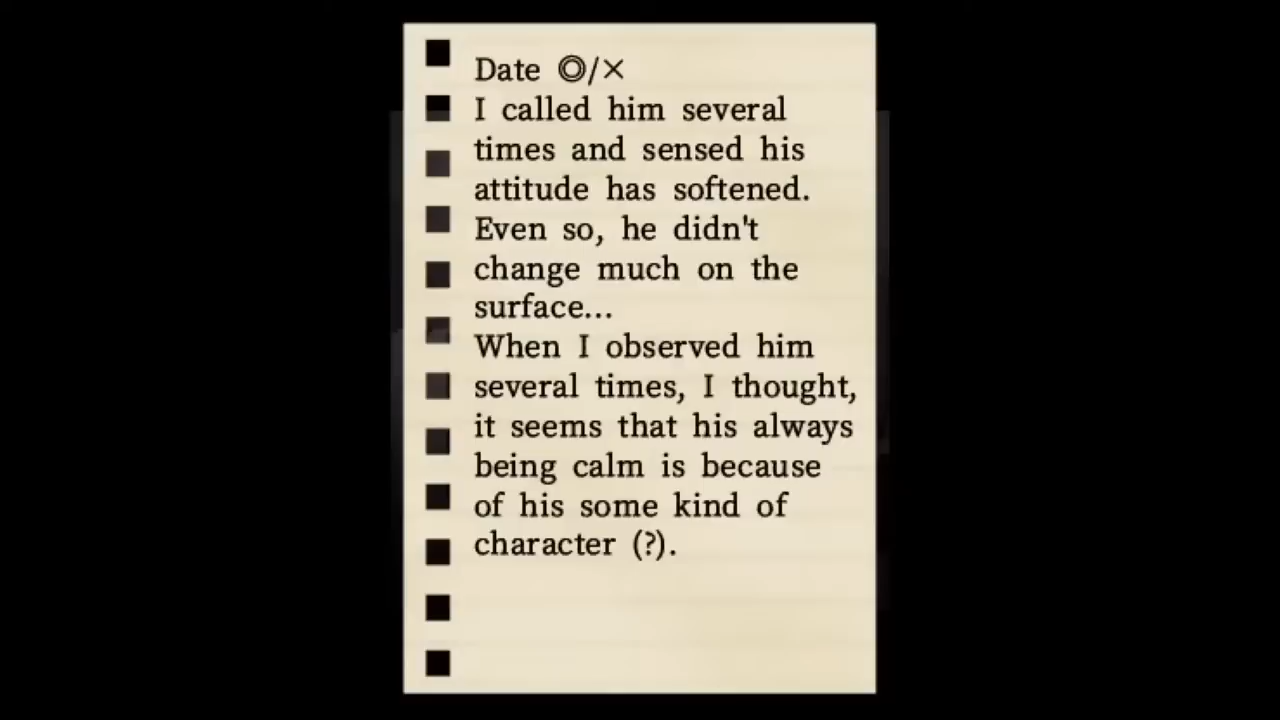 Date ◎/×
I called him several
times and sensed his
attitude has softened.
Even so, he didn't
change much on the
surface...
When I observed him
several times, I thought,
it seems that his always
being calm is because
of his some kind of
character (?).